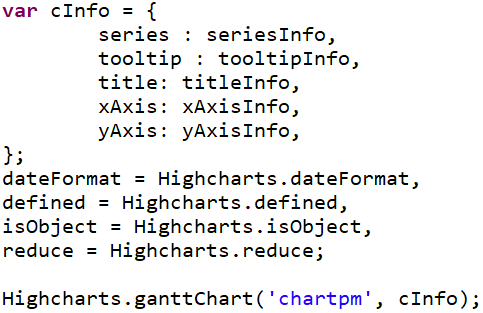 var cInfo = {
        series : seriesInfo,
        tooltip : tooltipInfo,
        title: titleInfo,
        xAxis: xAxisInfo,
        yAxis: yAxisInfo,
};
dateFormat = Highcharts.dateFormat,
defined = Highcharts.defined,
isObject = Highcharts.isObject,
reduce = Highcharts.reduce;

Highcharts.ganttChart('chartpm', cInfo);